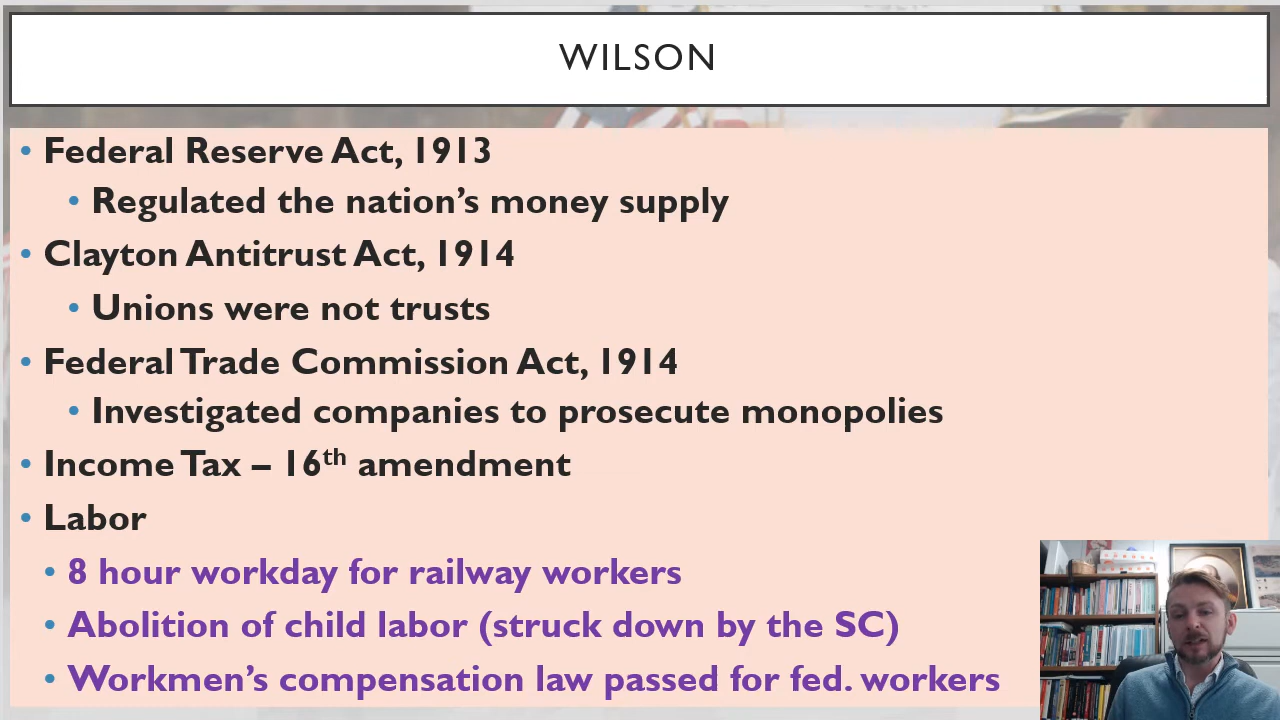 WILSON
• Federal Reserve Act, 1913
• Regulated the nation’s money supply
• Clayton Antitrust Act, 1914
• Unions were not trusts
• Federal Trade Commission Act, 1914
• Investigated companies to prosecute monopolies
• Income Tax – 16th amendment
• Labor
• 8 hour workday for railway workers
• Abolition of child labor (struck down by the SC)
• Workmen’s compensation law passed for fed. workers